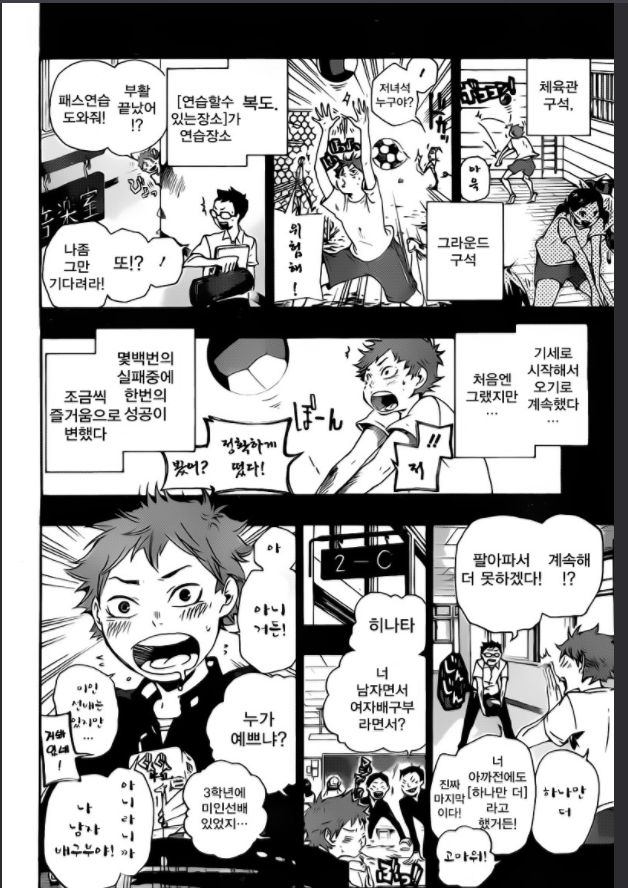 체육관
구석,
아욱
저녀석
누구야?
!
위
험
해
!
그라운드
구석
복도.
[연습할수
있는장소]가
연습장소
부활
끝났어
!?
패스연습
도와줘!
音楽室
!
또!?
나좀
그만
기다려라!
기세로
시작해서
오기로
계속했다
...
처음엔
그랬지만
...
!!
저
ぽーん
정확하게
떴다!
봤어?
몇백번의
실패중에
한번의
성공이
조금씩
즐거움으로
변했다
계속해
!?
팔아파서
더 못하겠다!
하나만
더
너
아까전에도
[하나만 더]
라고
했거든!
진짜
마지막
이다!
고마워!
2-C
히나타
너
남자면서
여자배구부
라면서?
아
아니
거든!
누가
예쁘냐?
3학년에
미인선배
있었지...
미인
선배는
있지만
...
아니라니까
나
남자
배구부야!